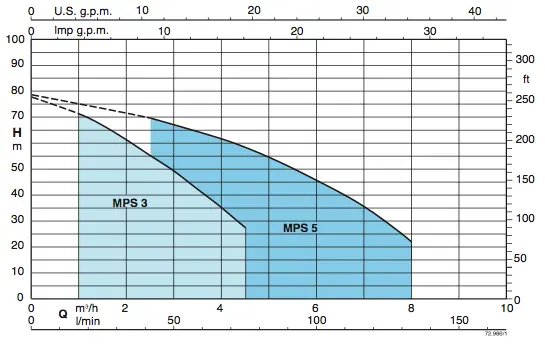 0 U.S. g.p.m. 10 20 30 40
0 Imp g.p.m. 10 20 30
100
90 300
ft
80 250
70
H 200
m
50 150
40
MPS 3
30 100
MPS 5
20
50
10
0 0
0 Q m³/h 2 4 6 8 10
0 l/min 50 100 150
72.986/1